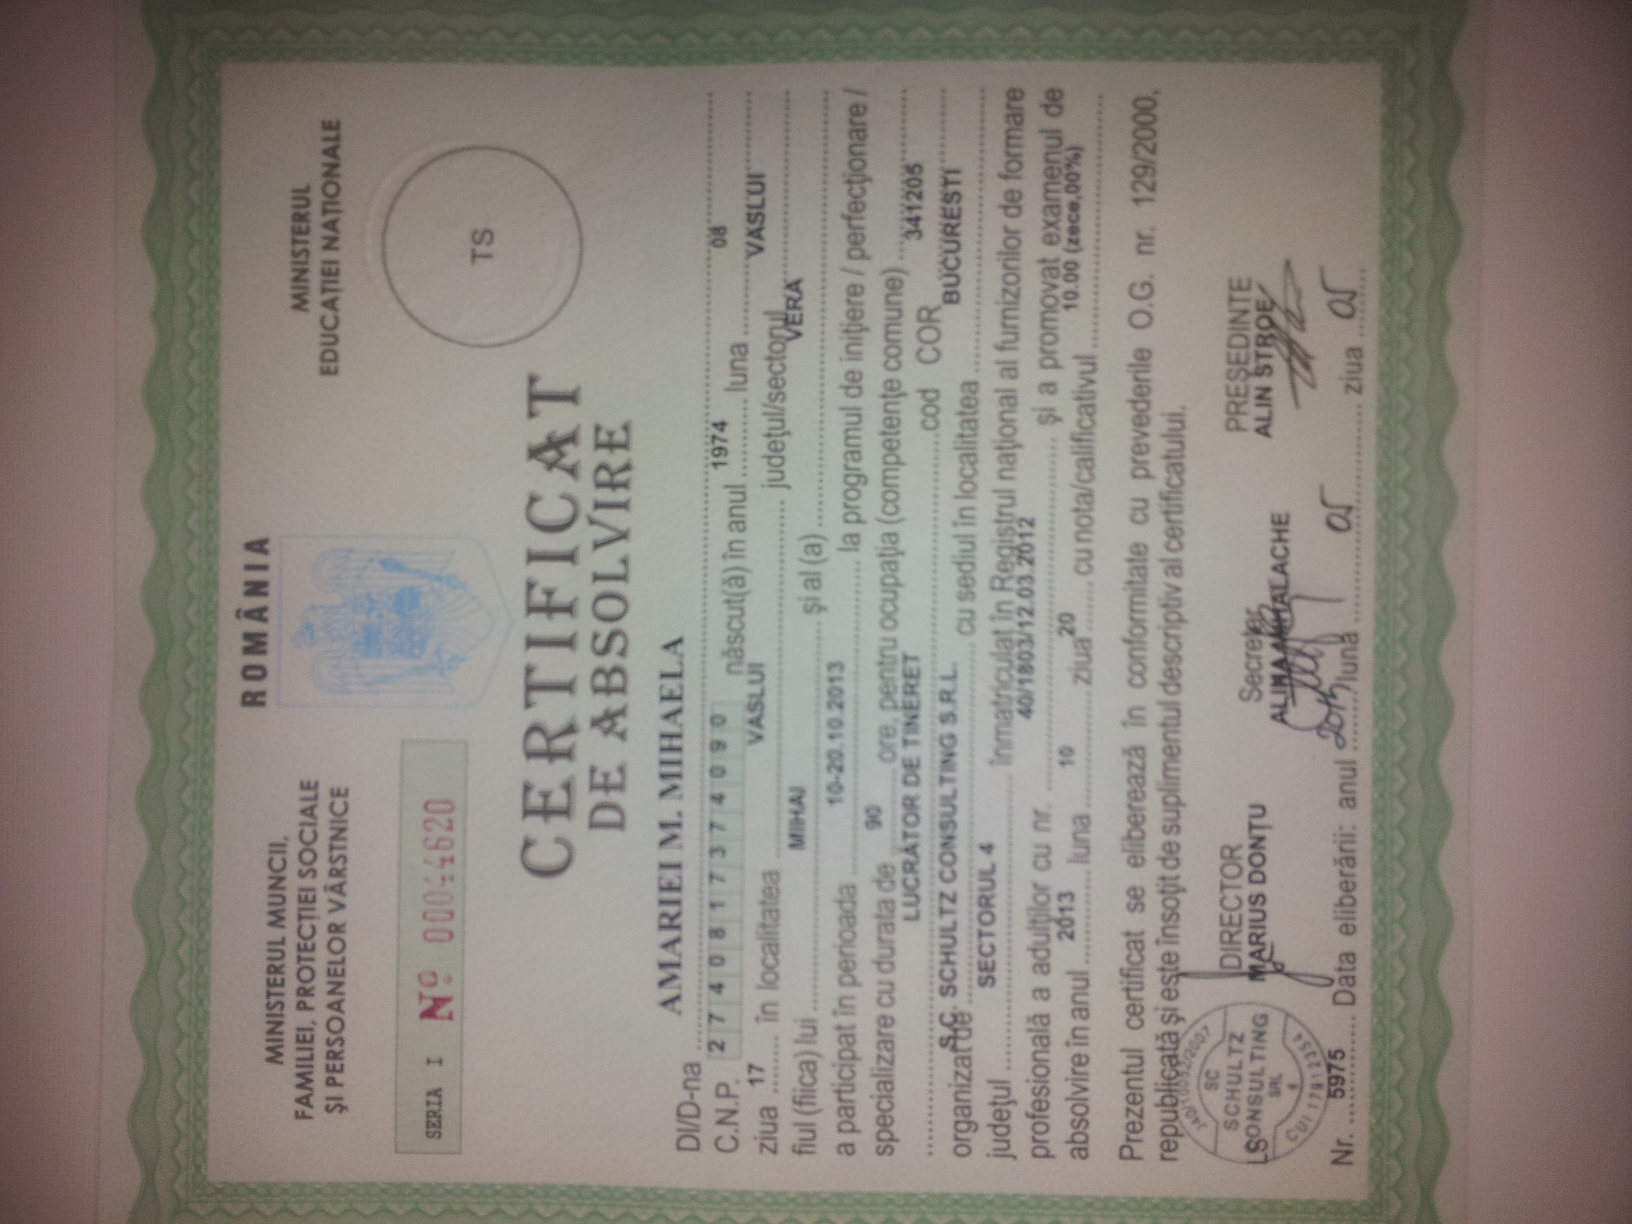 ROMÂNIA
MINISTERUL MUNCII,
FAMILIEI, PROTECȚIEI SOCIALE
ȘI PERSOANELOR VÂRSTNICE
MINISTERUL
EDUCAȚIEI NAȚIONALE
SERIA I Nº 00044620
TS
CERTIFICAT
DE ABSOLVIRE
Dl/D-na AMARIEI M. MIHAELA
C.N.P. 2 7 4 0 8 1 7 3 7 4 0 9 0 născut(ă) în anul 1974 luna 08
ziua 17 în localitatea VASLUI județul/sectorul VASLUI
fiul (fiica) lui MIHAI și al (a) VERA
a participat în perioada 10-20.10.2013 la programul de inițiere / perfecționare /
specializare cu durata de 90 ore, pentru ocupația (competențe comune)
LUCRĂTOR DE TINERET cod COR 341205
organizat de S.C. SCHULTZ CONSULTING S.R.L. cu sediul în localitatea BUCURESTI
județul SECTORUL 4 înmatriculat în Registrul național al furnizorilor de formare
profesională a adulților cu nr. 40/1803/12.03.2012 și a promovat examenul de
absolvire în anul 2013 luna 10 ziua 20 cu nota/calificativul 10.00 (zece,00%)
Prezentul certificat se eliberează în conformitate cu prevederile O.G. nr. 129/2000,
republicată și este însoțit de suplimentul descriptiv al certificatului.
DIRECTOR
MARIUS DONȚU
Secretar
ALINA MIHALACHE
PREȘEDINTE
ALIN STROE
L.S.
SC
SCHULTZ
CONSULTING
SRL
4
Nr. 5975 Data eliberării: anul 2015 luna 05 ziua 05